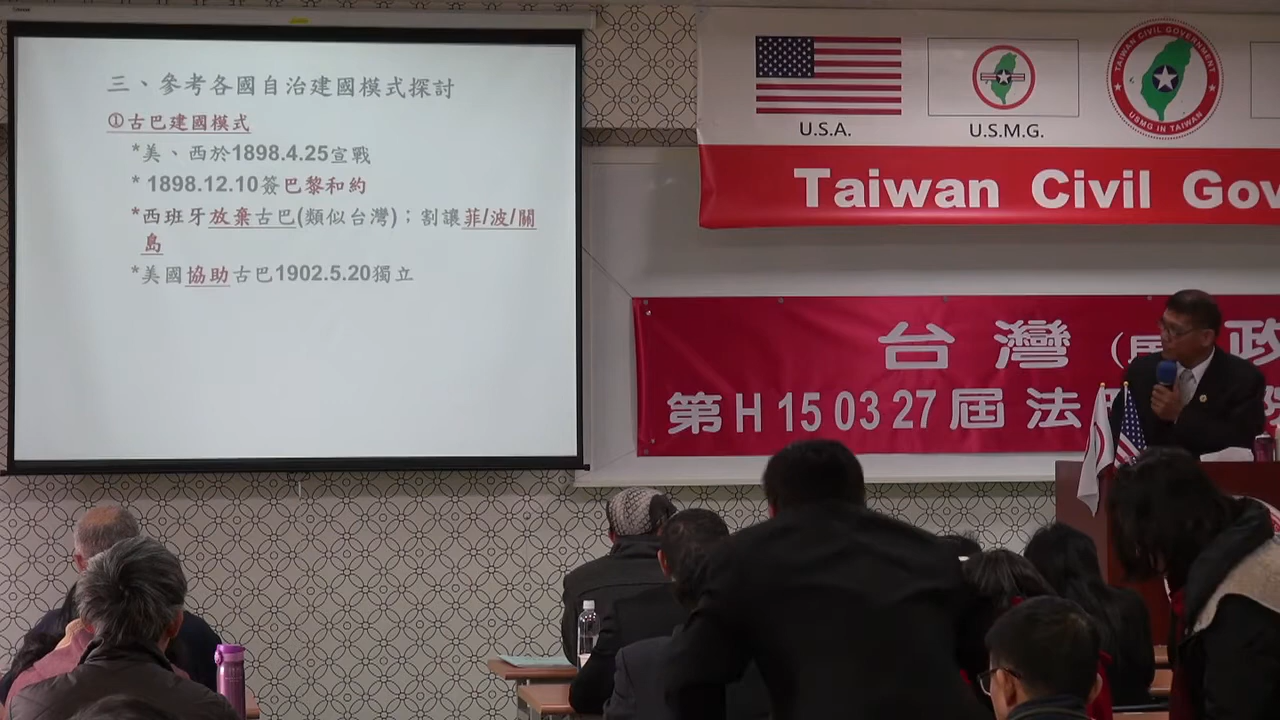 三、參考各國自治建國模式探討
①古巴建國模式
*美、西於1898.4.25宣戰
* 1898.12.10簽巴黎和約
*西班牙放棄古巴(類似台灣)；割讓菲/波/關
島
*美國協助古巴1902.5.20獨立
U.S.A.
U.S.M.G.
TAIWAN CIVIL GOVERNMENT
USMG IN TAIWAN
Taiwan Civil Gov
台灣(民 政
第H 15 03 27屆法